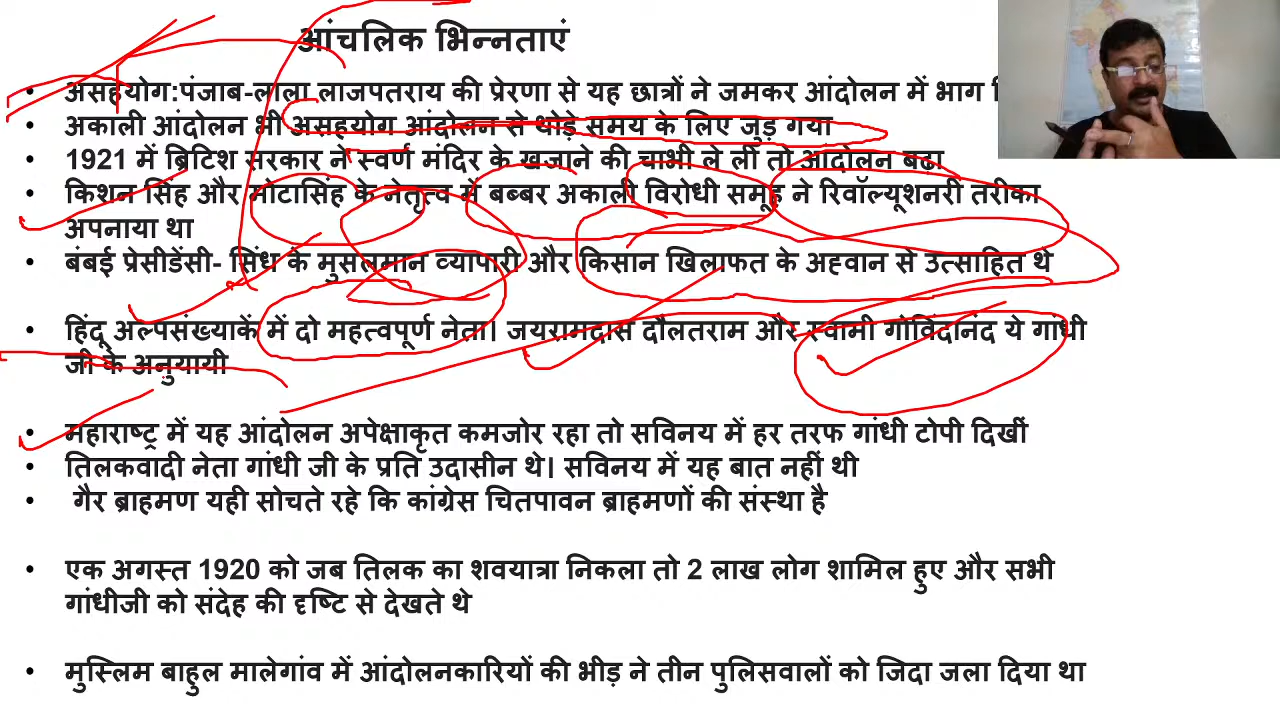 आंचलिक भिन्नताएं
• असहयोग:पंजाब-लाला लाजपतराय की प्रेरणा से यह छात्रों ने जमकर आंदोलन में भाग
• अकाली आंदोलन भी असहयोग आंदोलन से थोड़े समय के लिए जुड़ गया
• 1921 में ब्रिटिश सरकार ने स्वर्ण मंदिर के खजाने की चाभी ले ली तो आंदोलन बढ़ा
• किशन सिंह और मोटासिंह के नेतृत्व में बब्बर अकाली विरोधी समूह ने रिवॉल्यूशनरी तरीका
अपनाया था
• बंबई प्रेसीडेंसी- सिंध के मुसलमान व्यापारी और किसान खिलाफत के अह्वान से उत्साहित थे
• हिंदू अल्पसंख्याकें में दो महत्वपूर्ण नेता। जयरामदास दौलतराम और स्वामी गोविंदानंद ये गांधी
जी के अनुयायी
• महाराष्ट्र में यह आंदोलन अपेक्षाकृत कमजोर रहा तो सविनय में हर तरफ गांधी टोपी दिखीं
• तिलकवादी नेता गांधी जी के प्रति उदासीन थे। सविनय में यह बात नहीं थी
• गैर ब्राहमण यही सोचते रहे कि कांग्रेस चितपावन ब्राहमणों की संस्था है
• एक अगस्त 1920 को जब तिलक का शवयात्रा निकला तो 2 लाख लोग शामिल हुए और सभी
गांधीजी को संदेह की दृष्टि से देखते थे
• मुस्लिम बाहुल मालेगांव में आंदोलनकारियों की भीड़ ने तीन पुलिसवालों को जिदा जला दिया था